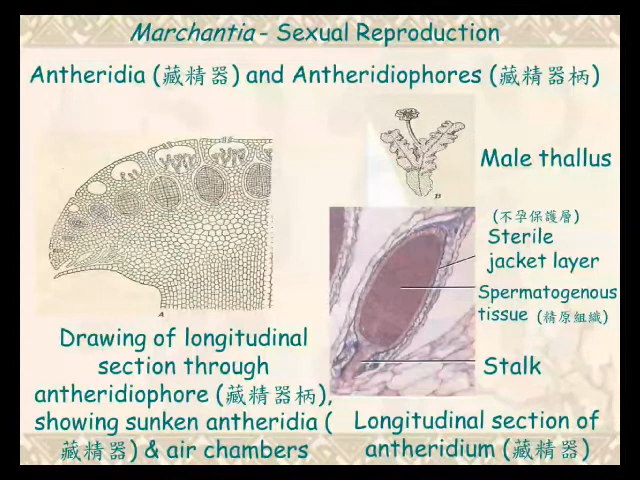 Marchantia - Sexual Reproduction
Antheridia (藏精器) and Antheridiophores (藏精器柄)
Male thallus
(不孕保護層)
Sterile
jacket layer
Spermatogenous
tissue (精原組織)
Stalk
A
Drawing of longitudinal
section through
antheridiophore (藏精器柄),
showing sunken antheridia (
藏精器) & air chambers
Longitudinal section of
antheridium (藏精器)